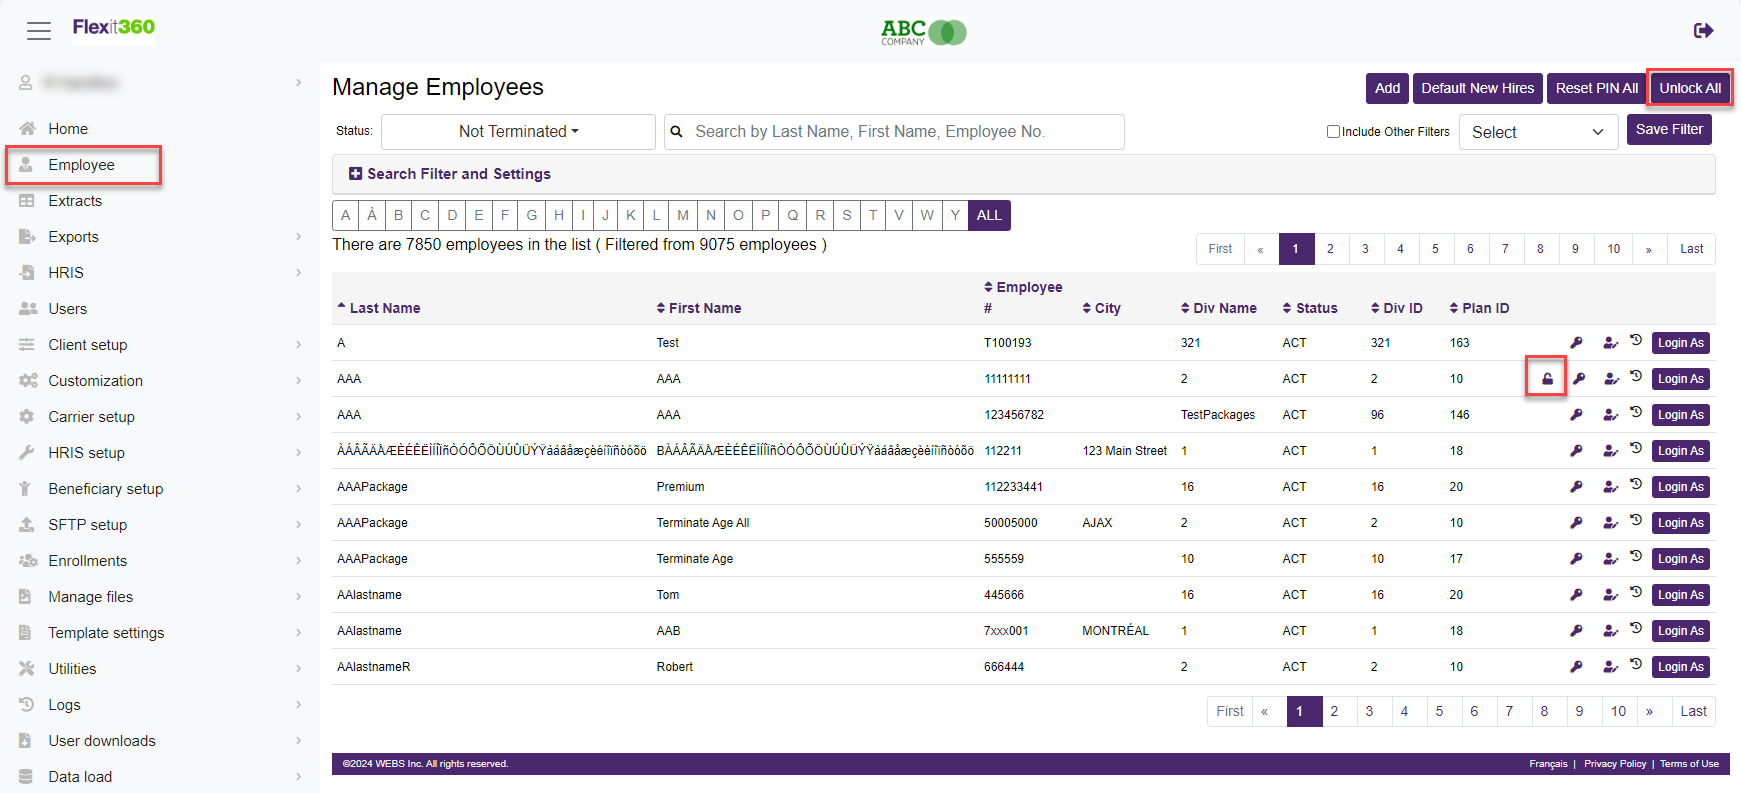 Flexit360
ABC
COMPANY
Home
Employee
Extracts
Exports
HRIS
Users
Client setup
Customization
Carrier setup
HRIS setup
Beneficiary setup
SFTP setup
Enrollments
Manage files
Template settings
Utilities
Logs
User downloads
Data load
Manage Employees
Add Default New Hires Reset PIN All Unlock All
Status: Not Terminated Search by Last Name, First Name, Employee No. Include Other Filters Select Save Filter
Search Filter and Settings
A À B C D E F G H I J K L M N O P Q R S T V W Y ALL
There are 7850 employees in the list ( Filtered from 9075 employees )
First « 1 2 3 4 5 6 7 8 9 10 » Last
Last Name First Name Employee # City Div Name Status Div ID Plan ID
A Test T100193 321 ACT 321 163 Login As
AAA AAA 11111111 2 ACT 2 10 Login As
AAA AAA 123456782 TestPackages ACT 96 146 Login As
112211 123 Main Street 1 ACT 1 18 Login As
AAAPackage Premium 112233441 16 ACT 16 20 Login As
AAAPackage Terminate Age All 50005000 AJAX 2 ACT 2 10 Login As
AAAPackage Terminate Age 555559 10 ACT 10 17 Login As
AAlastname Tom 445666 16 ACT 16 20 Login As
AAlastname AAB 7xxx001 MONTRÉAL 1 ACT 1 18 Login As
AAlastnameR Robert 666444 2 ACT 2 10 Login As
First « 1 2 3 4 5 6 7 8 9 10 » Last
©2024 WEBS Inc. All rights reserved. Français | Privacy Policy | Terms of Use